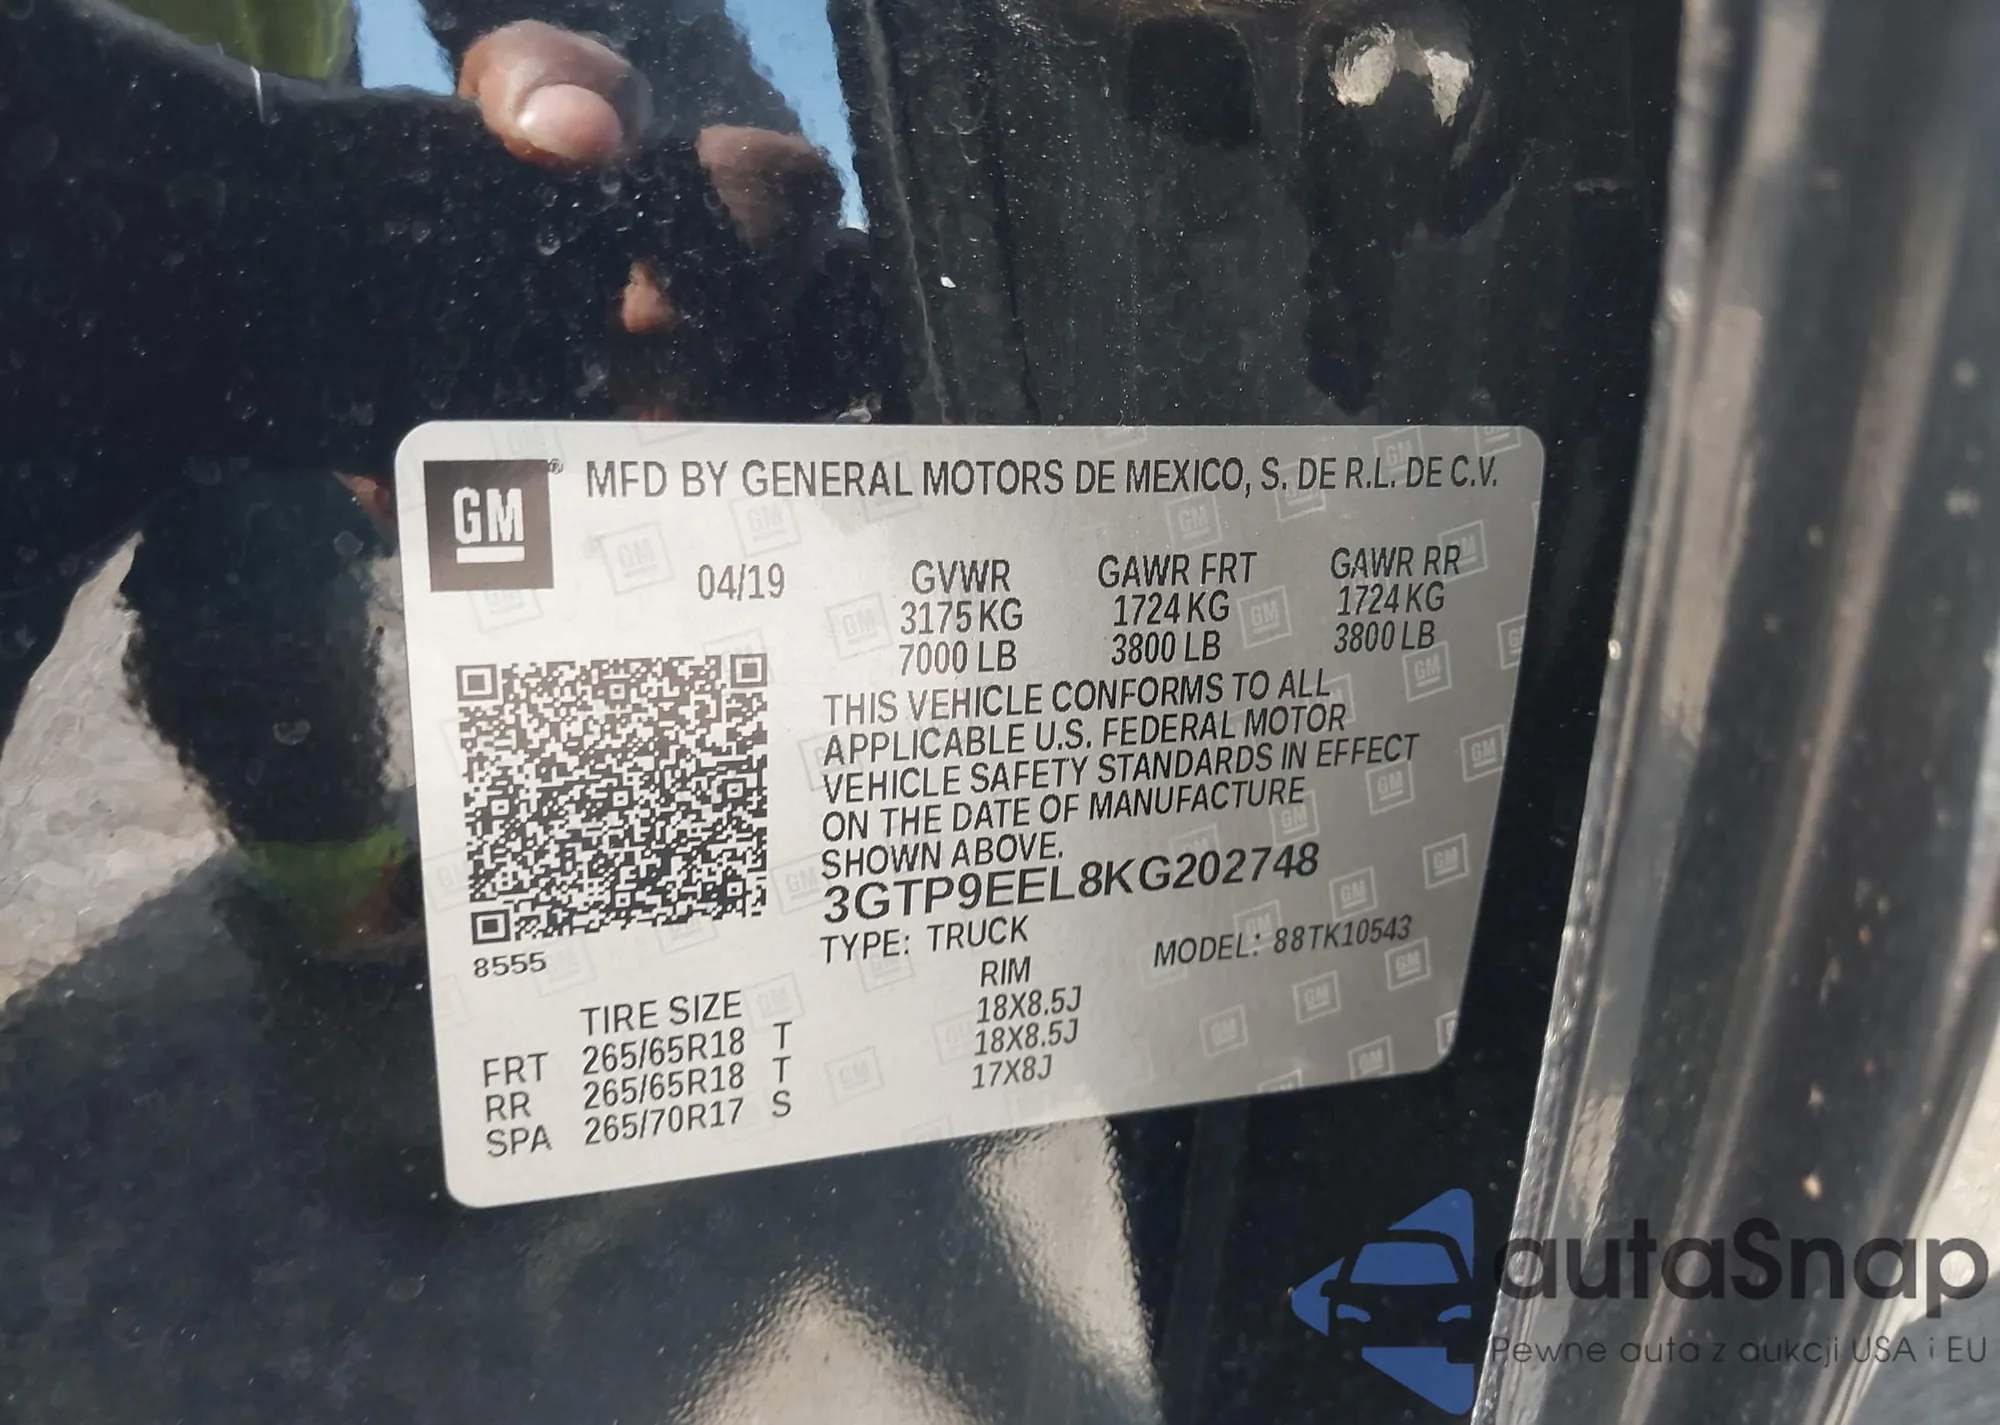 GM® MFD BY GENERAL MOTORS DE MEXICO, S. DE R.L. DE C.V.
04/19 GVWR GAWR FRT GAWR RR
3175 KG 1724 KG 1724 KG
7000 LB 3800 LB 3800 LB
THIS VEHICLE CONFORMS TO ALL
APPLICABLE U.S. FEDERAL MOTOR
VEHICLE SAFETY STANDARDS IN EFFECT
ON THE DATE OF MANUFACTURE
SHOWN ABOVE.
3GTP9EEL8KG202748
TYPE: TRUCK MODEL: 88TK10543
8555
TIRE SIZE RIM
FRT 265/65R18 T 18X8.5J
RR 265/65R18 T 18X8.5J
SPA 265/70R17 S 17X8J
autaSnap
Pewne auta z aukcji USA i EU